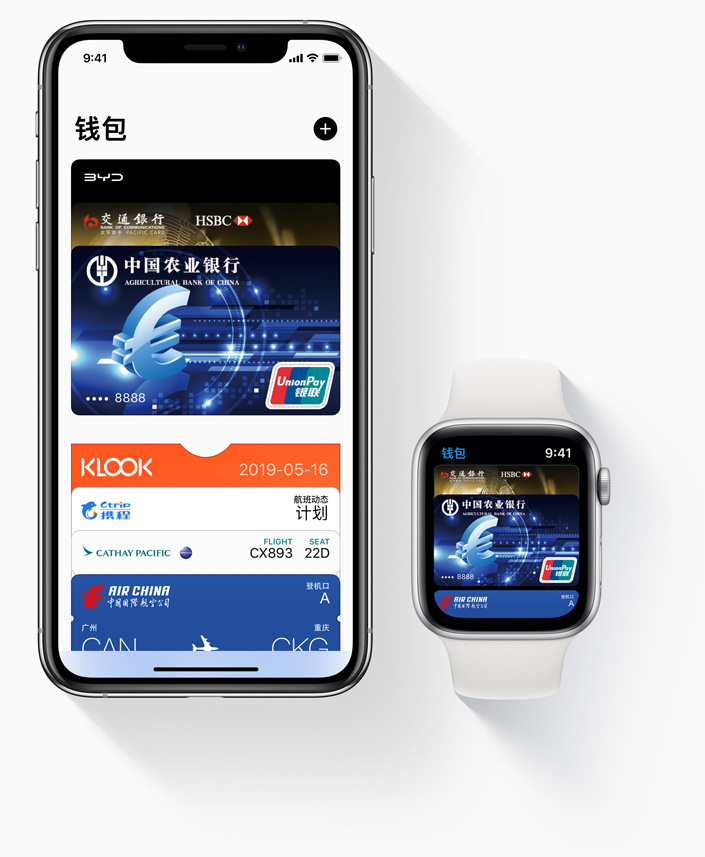 9:41
钱包
BYD
交通銀行
BANK OF COMMUNICATIONS
太平洋卡 PACIFIC CARD
HSBC
中国农业银行
AGRICULTURAL BANK OF CHINA
€
•••• 8888
UnionPay
银联
KLOOK
2019-05-16
Ctrip
携程
航班动态
计划
CATHAY PACIFIC
FLIGHT
CX893
SEAT
22D
AIR CHINA
中国国际航空公司
登机口
A
广州
CAN
重庆
CKG
钱包
9:41
交通銀行
HSBC
中国农业银行
AGRICULTURAL BANK OF CHINA
•••• 8888
UnionPay
银联
AIR CHINA
中国国际航空公司
登机口
A